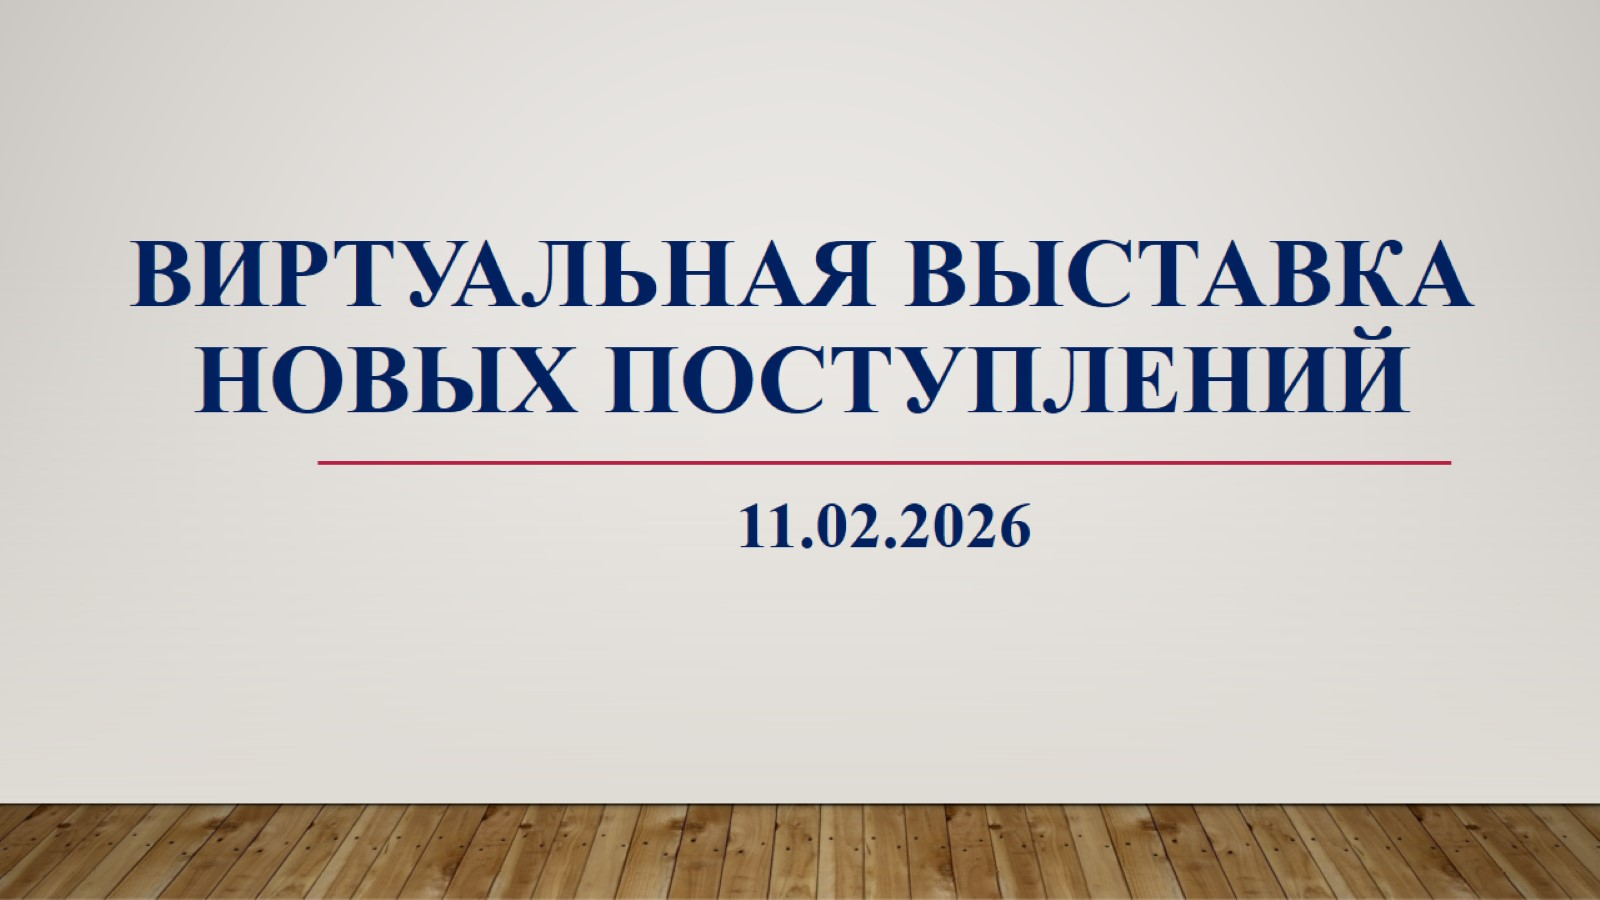 ВИРТУАЛЬНАЯ ВЫСТАВКА
НОВЫХ ПОСТУПЛЕНИЙ
11.02.2026